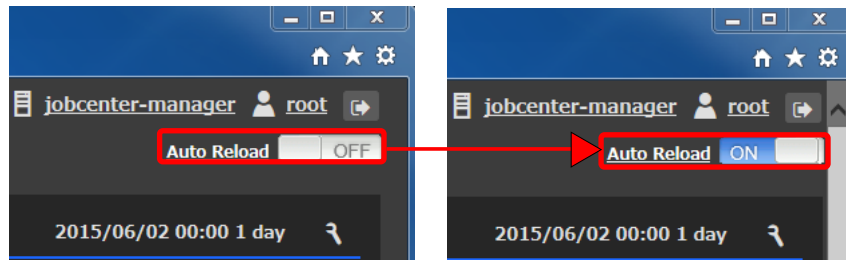 jobcenter-manager root
Auto Reload OFF
2015/06/02 00:00 1 day
jobcenter-manager root
Auto Reload ON
2015/06/02 00:00 1 day